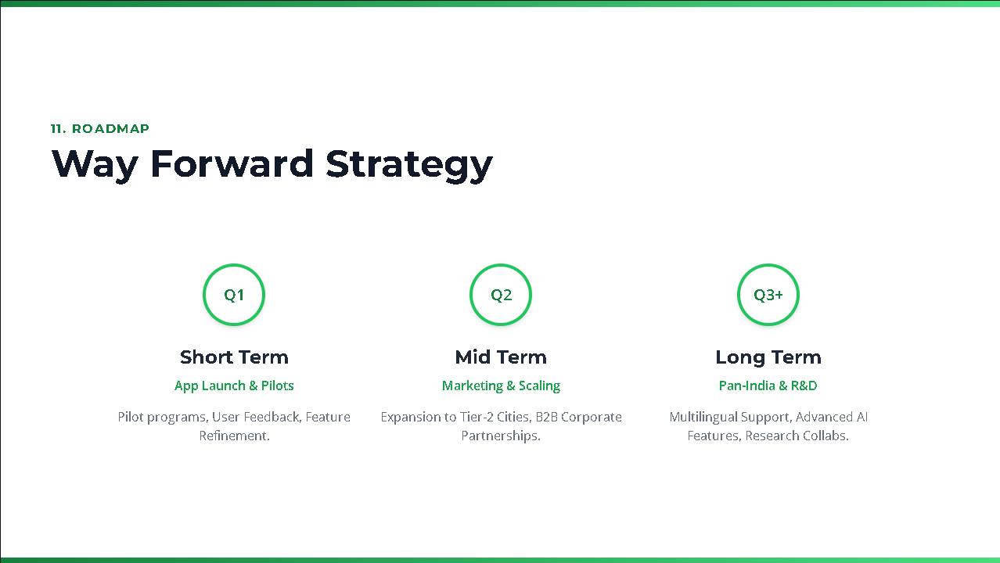 11. ROADMAP
Way Forward Strategy
Q1
Short Term
App Launch & Pilots
Pilot programs, User Feedback, Feature
Refinement.
Q2
Mid Term
Marketing & Scaling
Expansion to Tier-2 Cities, B2B Corporate
Partnerships.
Q3+
Long Term
Pan-India & R&D
Multilingual Support, Advanced AI
Features, Research Collabs.